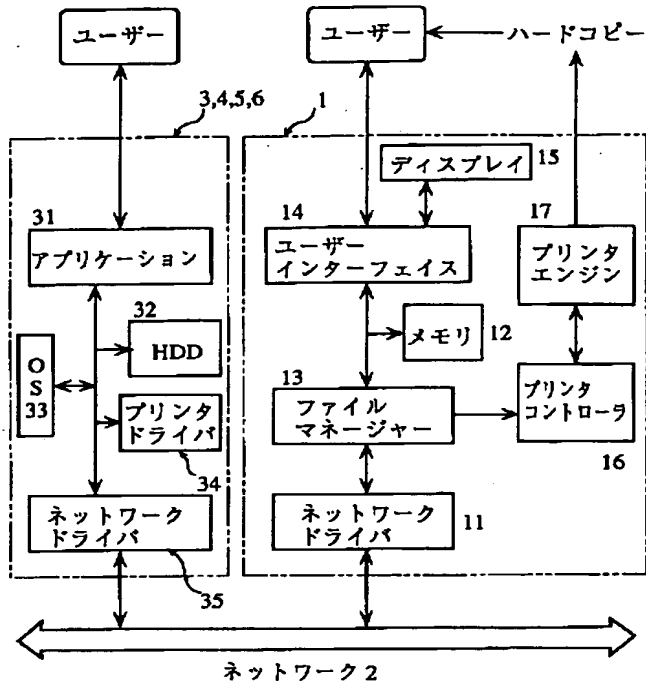 ユーザー
ユーザー
ハードコピー
3,4,5,6
1
ディスプレイ
15
31
14
17
アプリケーション
ユーザー
インターフェイス
プリンタ
エンジン
32
HDD
メモリ
12
OS
33
13
プリンタ
ドライバ
ファイル
マネージャー
プリンタ
コントローラ
34
16
ネットワーク
ドライバ
ネットワーク
ドライバ
11
35
ネットワーク2